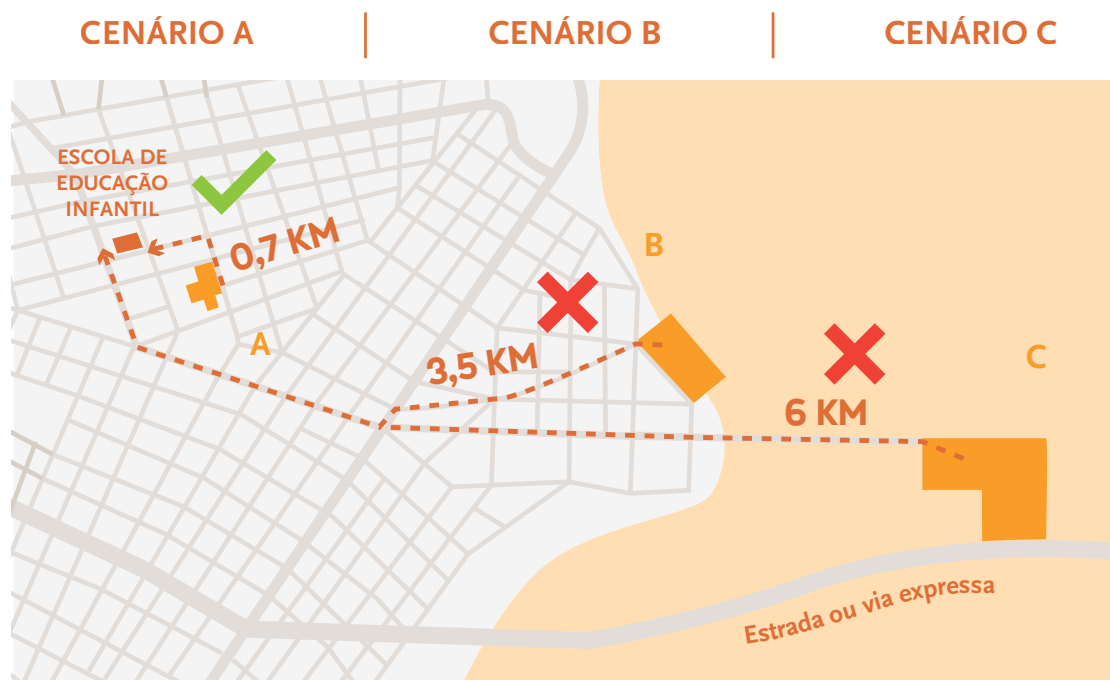 CENÁRIO A
CENÁRIO B
CENÁRIO C
ESCOLA DE
EDUCAÇÃO
INFANTIL
0,7 KM
A
B
3,5 KM
C
6 KM
Estrada ou via expressa